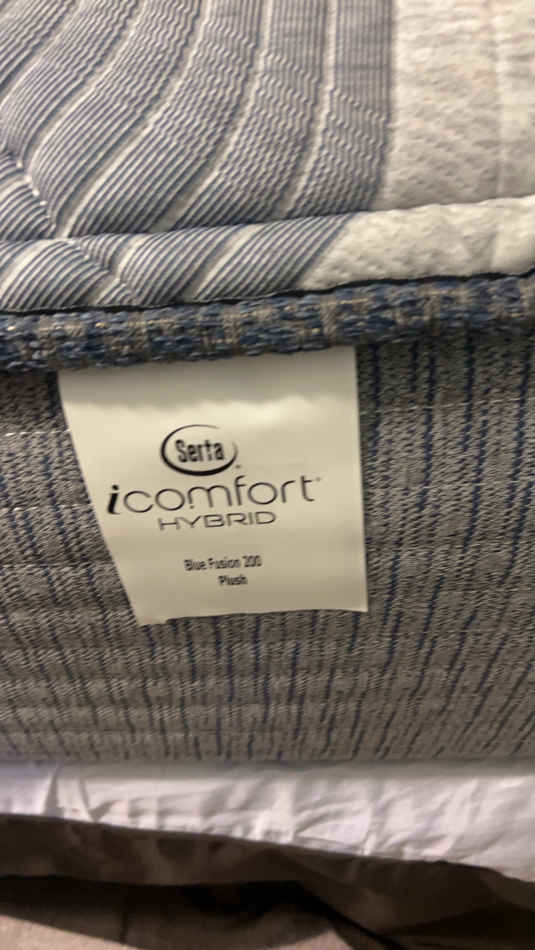 Serta
icomfort
HYBRID
Blue Fusion 200
Plush